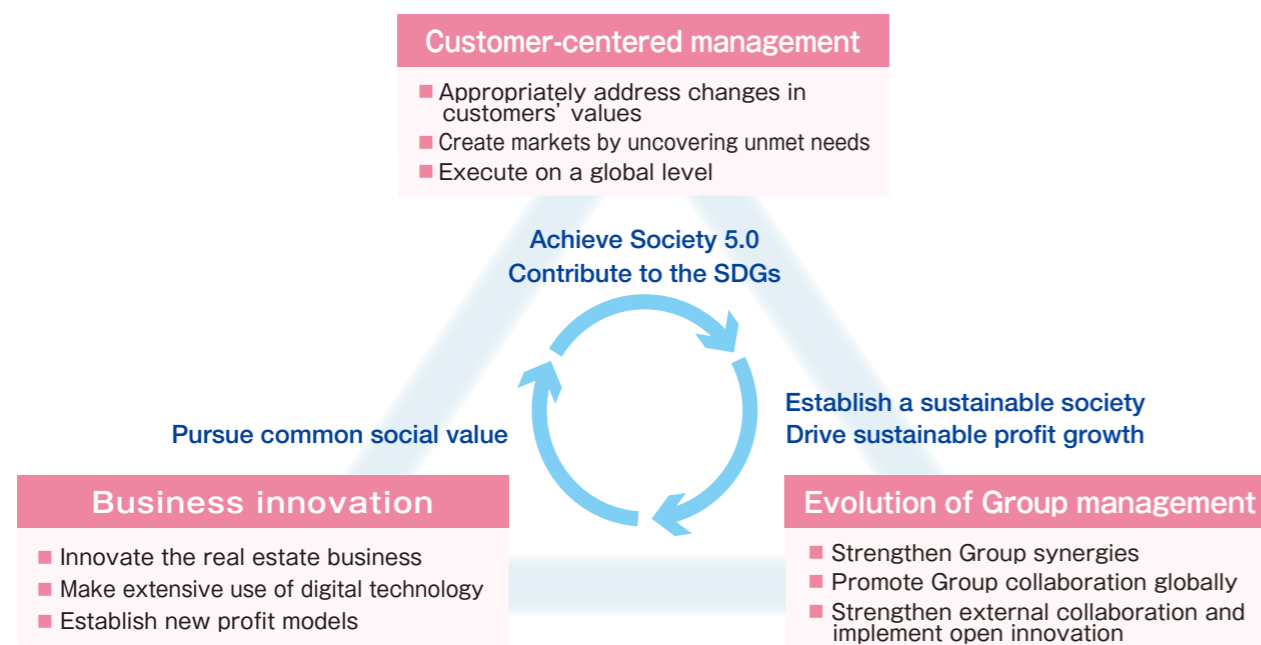 Customer-centered management
■ Appropriately address changes in
customers’ values
■ Create markets by uncovering unmet needs
■ Execute on a global level
Achieve Society 5.0
Contribute to the SDGs
Pursue common social value
Establish a sustainable society
Drive sustainable profit growth
Business innovation
■ Innovate the real estate business
■ Make extensive use of digital technology
■ Establish new profit models
Evolution of Group management
■ Strengthen Group synergies
■ Promote Group collaboration globally
■ Strengthen external collaboration and
implement open innovation